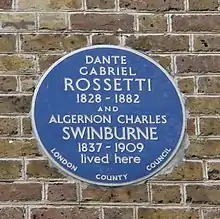 DANTE
GABRIEL
ROSSETTI
1828-1882
AND
ALGERNON CHARLES
SWINBURNE
1837-1909
lived here
LONDON COUNTY COUNCIL